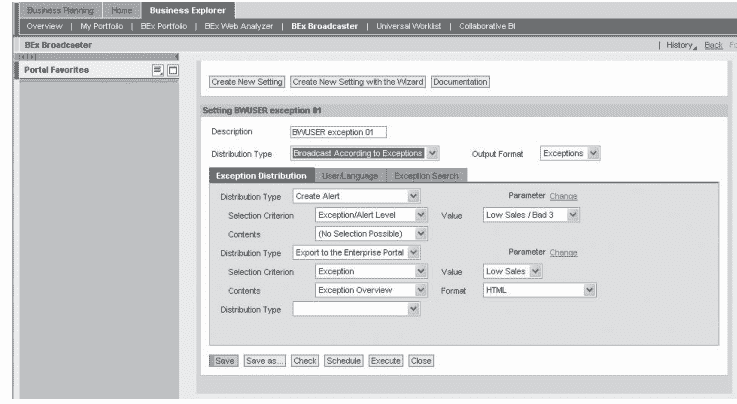 Business Planning Home Business Explorer
Overview | My Portfolio | BEx Portfolio | BEx Web Analyzer | BEx Broadcaster | Universal Worklist | Collaborative BI
BEx Broadcaster | History Back Fo
Portal Favorites
Create New Setting Create New Setting with the Wizard Documentation
Setting BWUSER exception 01
Description BWUSER exception 01
Distribution Type Broadcast According to Exceptions Output Format Exceptions
Exception Distribution User/Language Exception Search
Distribution Type Create Alert Parameter Change
Selection Criterion Exception/Alert Level Value Low Sales / Bad 3
Contents (No Selection Possible)
Distribution Type Export to the Enterprise Portal Parameter Change
Selection Criterion Exception Value Low Sales
Contents Exception Overview Format HTML
Distribution Type
Save Save as... Check Schedule Execute Close